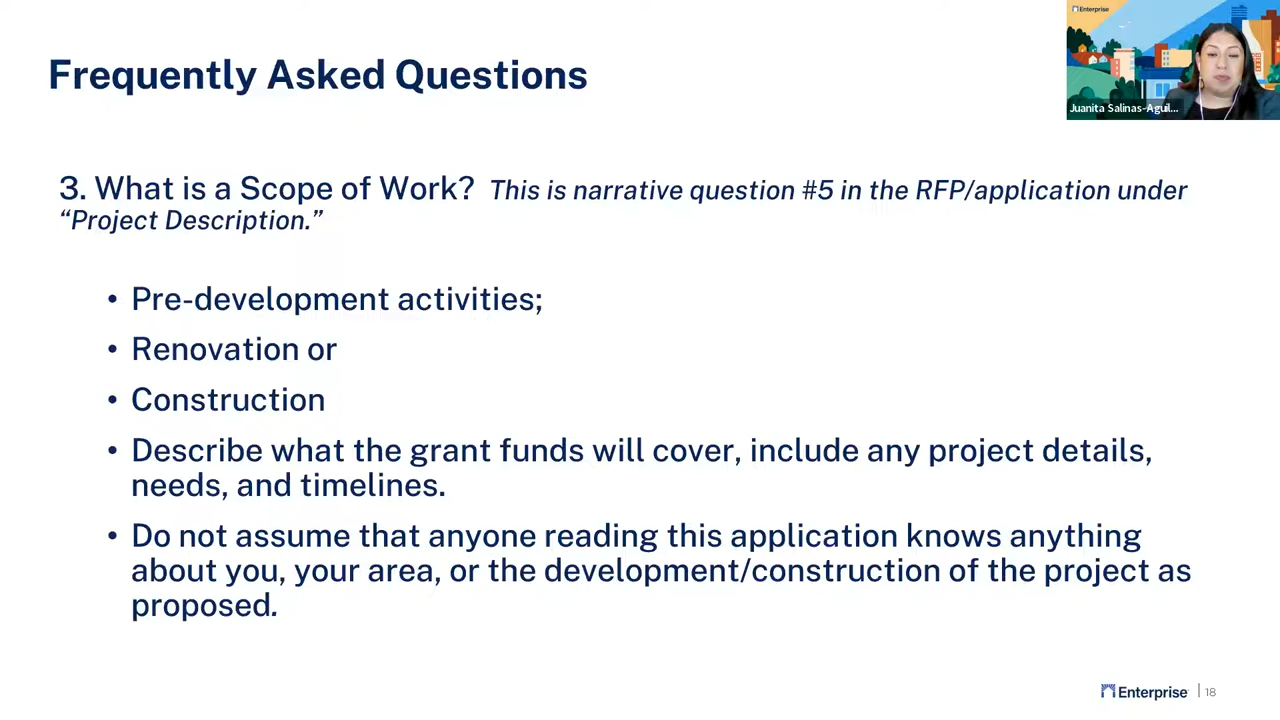 Enterprise
Frequently Asked Questions
Juanita Salinas-Aguil...
3. What is a Scope of Work? This is narrative question #5 in the RFP/application under
“Project Description.”
• Pre-development activities;
• Renovation or
• Construction
• Describe what the grant funds will cover, include any project details,
needs, and timelines.
• Do not assume that anyone reading this application knows anything
about you, your area, or the development/construction of the project as
proposed.
Enterprise | 18